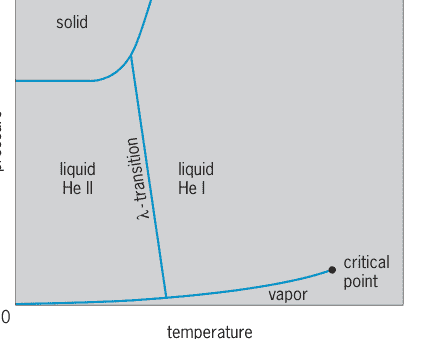 solid
liquid
He II
λ-transition
liquid
He I
critical
point
vapor
0
temperature